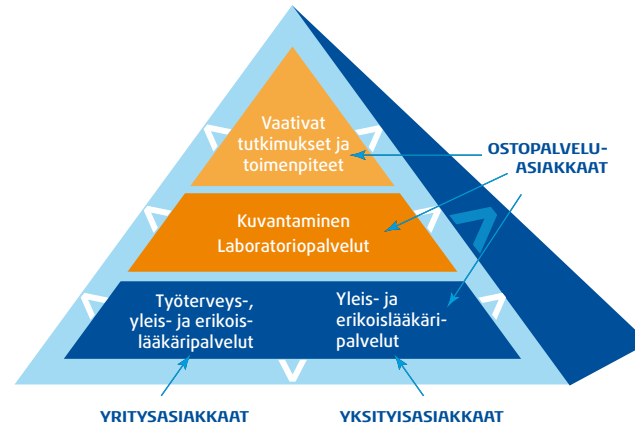 Vaativat
tutkimukset ja
toimenpiteet
OSTOPALVELU-
ASIAKKAAT
Kuvantaminen
Laboratoriopalvelut
Työterveys-,
yleis- ja erikois-
lääkäripalvelut
Yleis- ja
erikoislääkäri-
palvelut
YRITYSASIAKKAAT
YKSITYISASIAKKAAT